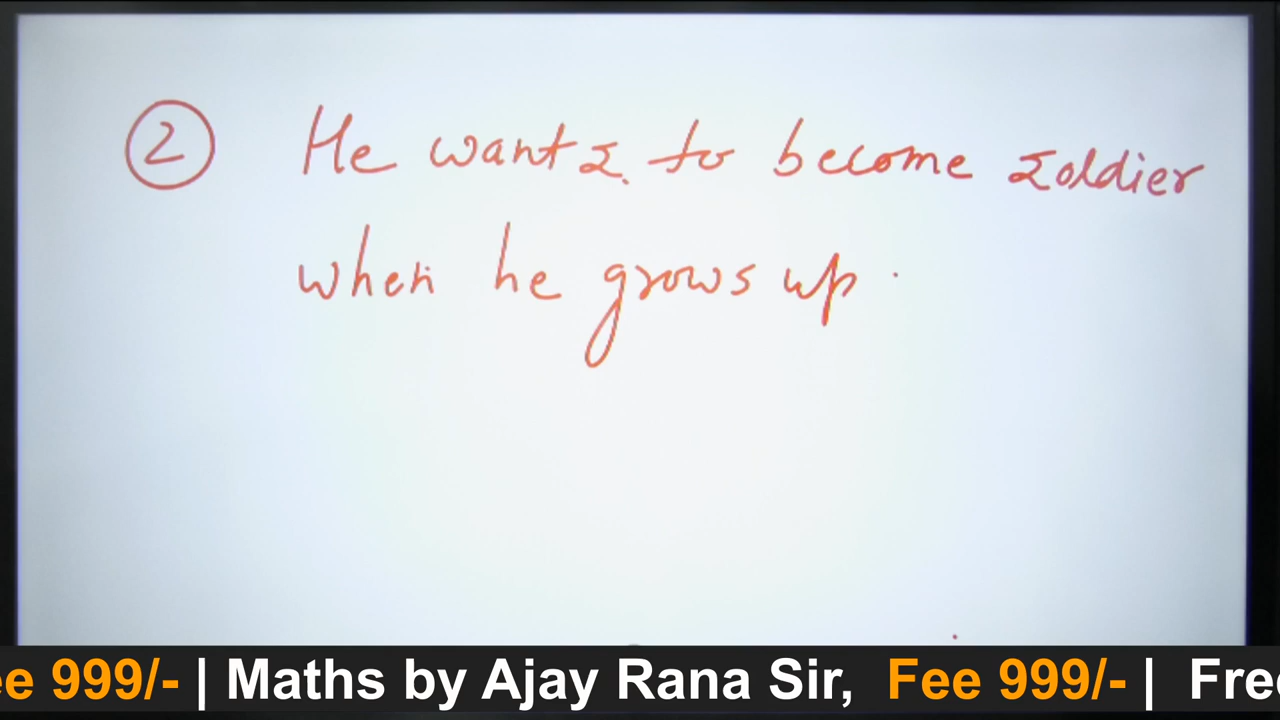 2 He wants to become soldier
when he grows up.
ee 999/- | Maths by Ajay Rana Sir, Fee 999/- | Free